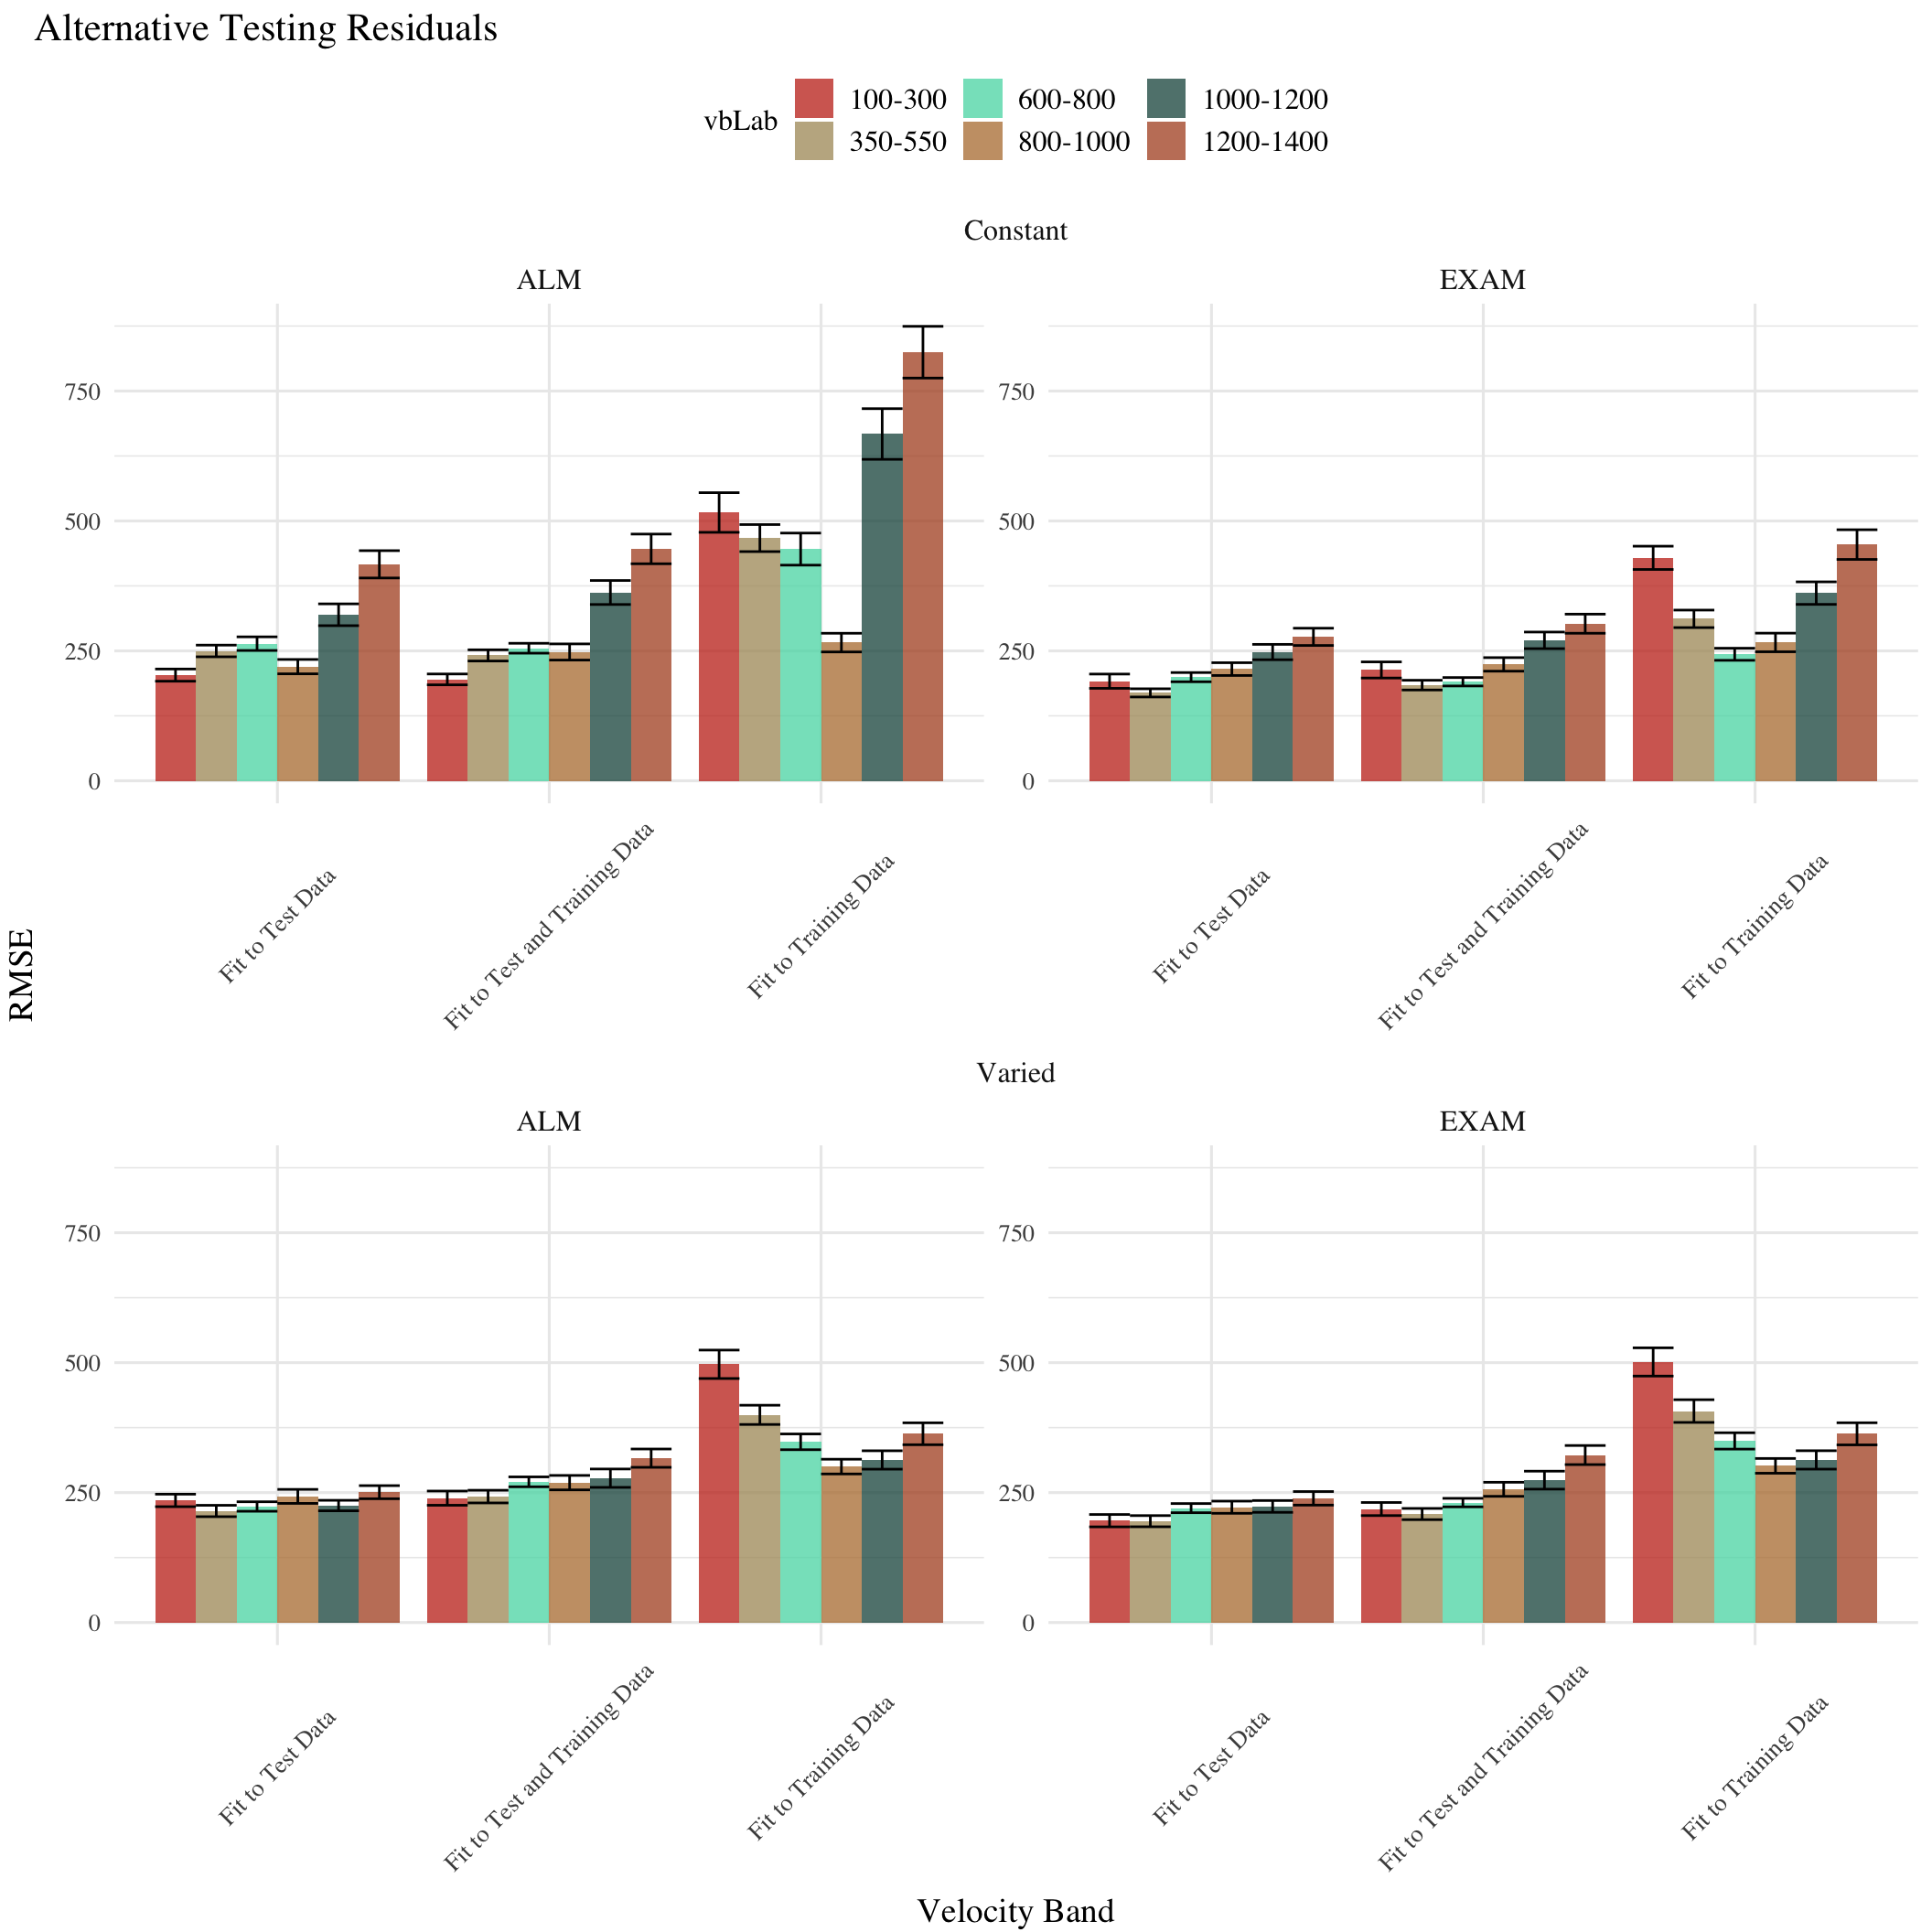 Alternative Testing Residuals
vbLab
100-300
600-800
1000-1200
350-550
800-1000
1200-1400
Constant
ALM
EXAM
750
500
250
0
750
500
250
0
Fit to Test Data
Fit to Test and Training Data
Fit to Training Data
Fit to Test Data
Fit to Test and Training Data
Fit to Training Data
RMSE
Varied
ALM
EXAM
750
500
250
0
750
500
250
0
Fit to Test Data
Fit to Test and Training Data
Fit to Training Data
Fit to Test Data
Fit to Test and Training Data
Fit to Training Data
Velocity Band